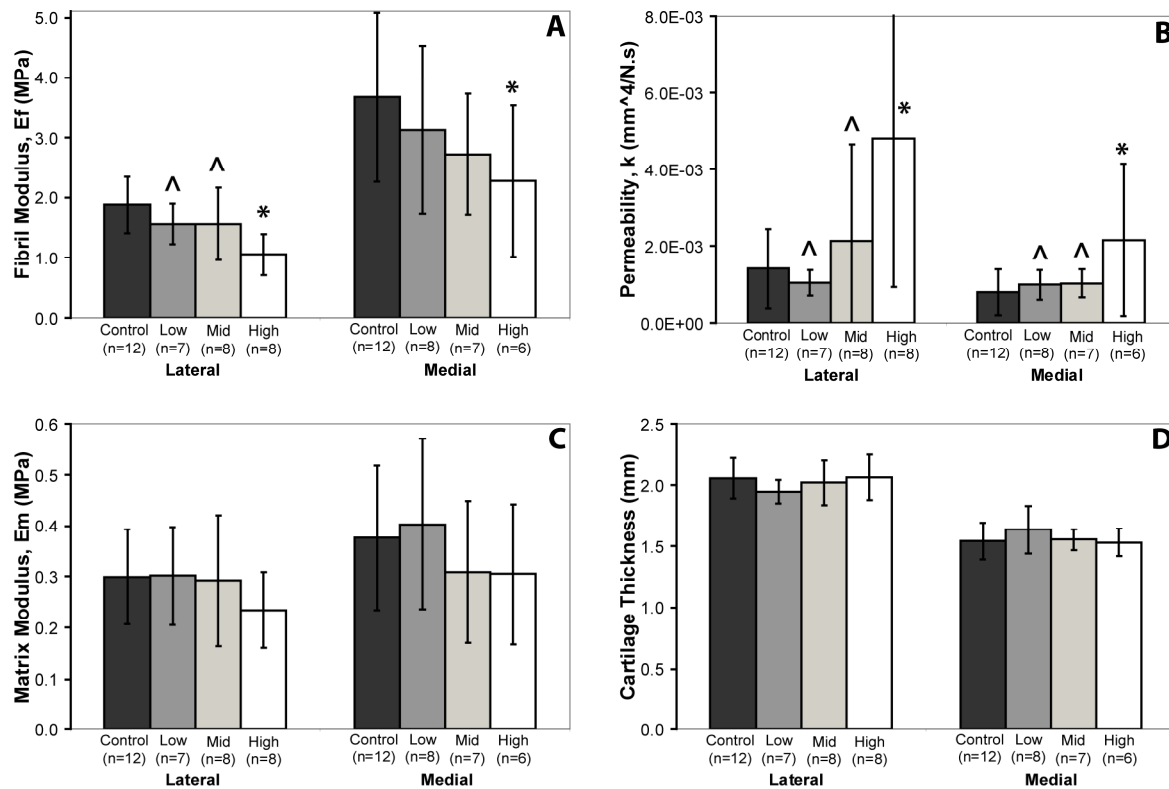 A
Fibril Modulus, Ef (MPa)
5.0
4.0
3.0
2.0
1.0
0.0
^
^
*
*
Control Low Mid High Control Low Mid High
(n=12) (n=7) (n=8) (n=8) (n=12) (n=8) (n=7) (n=6)
Lateral Medial
B
Permeability, k (mm^4/N.s)
8.0E-03
6.0E-03
4.0E-03
2.0E-03
0.0E+00
^
^
*
^
^
*
Control Low Mid High Control Low Mid High
(n=12) (n=7) (n=8) (n=8) (n=12) (n=8) (n=7) (n=6)
Lateral Medial
C
Matrix Modulus, Em (MPa)
0.6
0.5
0.4
0.3
0.2
0.1
0.0
Control Low Mid High Control Low Mid High
(n=12) (n=7) (n=8) (n=8) (n=12) (n=8) (n=7) (n=6)
Lateral Medial
D
Cartilage Thickness (mm)
2.5
2.0
1.5
1.0
0.5
0.0
Control Low Mid High Control Low Mid High
(n=12) (n=7) (n=8) (n=8) (n=12) (n=8) (n=7) (n=6)
Lateral Medial